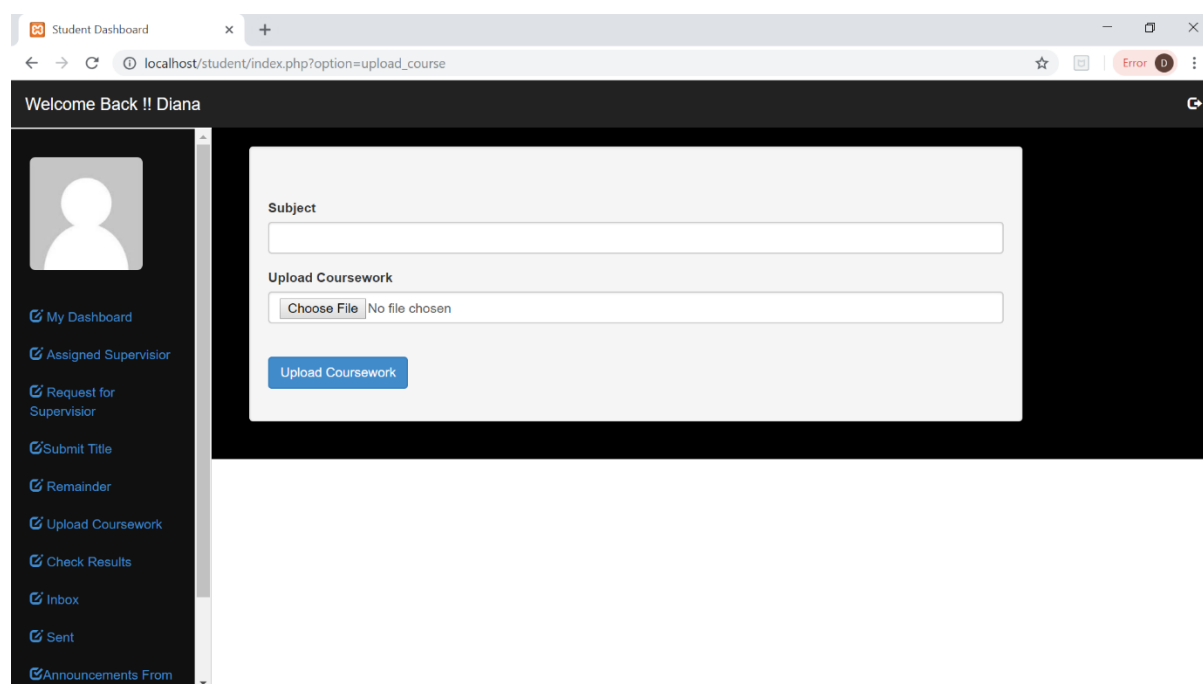 Student Dashboard
localhost/student/index.php?option=upload_course
Error D
Welcome Back !! Diana
My Dashboard
Assigned Supervisior
Request for
Supervisior
Submit Title
Remainder
Upload Coursework
Check Results
Inbox
Sent
Announcements From
Subject
Upload Coursework
Choose File No file chosen
Upload Coursework